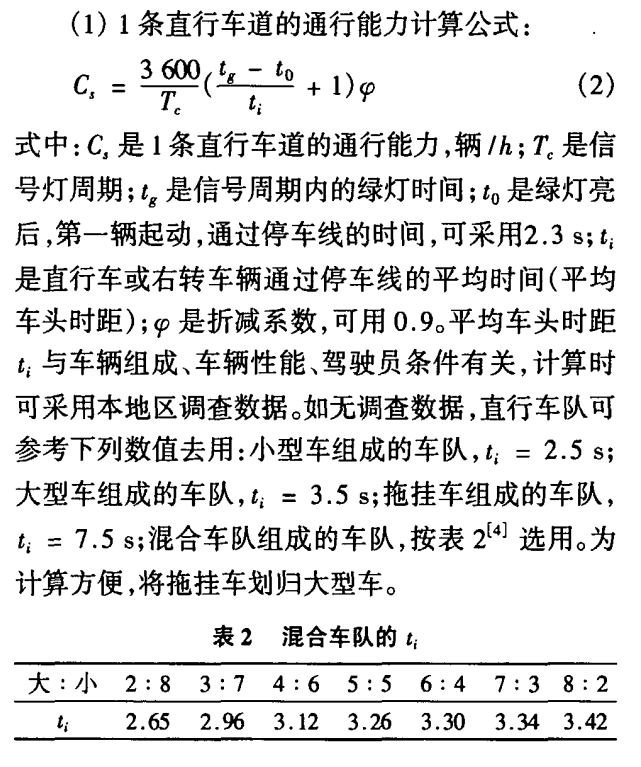 (1) 1 条直行车道的通行能力计算公式:
C_s = 3 600/T_c ((t_g - t_0)/t_i + 1)φ (2)
式中:C_s 是 1 条直行车道的通行能力,辆/h;T_c 是信
号灯周期;t_g 是信号周期内的绿灯时间;t_0 是绿灯亮
后,第一辆起动,通过停车线的时间,可采用2.3 s;t_i
是直行车或右转车辆通过停车线的平均时间(平均
车头时距);φ 是折减系数,可用 0.9。平均车头时距
t_i 与车辆组成、车辆性能、驾驶员条件有关,计算时
可采用本地区调查数据。如无调查数据,直行车队可
参考下列数值去用:小型车组成的车队,t_i = 2.5 s;
大型车组成的车队,t_i = 3.5 s;拖挂车组成的车队,
t_i = 7.5 s;混合车队组成的车队,按表 2[4] 选用。为
计算方便,将拖挂车划归大型车。
表 2 混合车队的 t_i
大:小 2:8 3:7 4:6 5:5 6:4 7:3 8:2
t_i 2.65 2.96 3.12 3.26 3.30 3.34 3.42